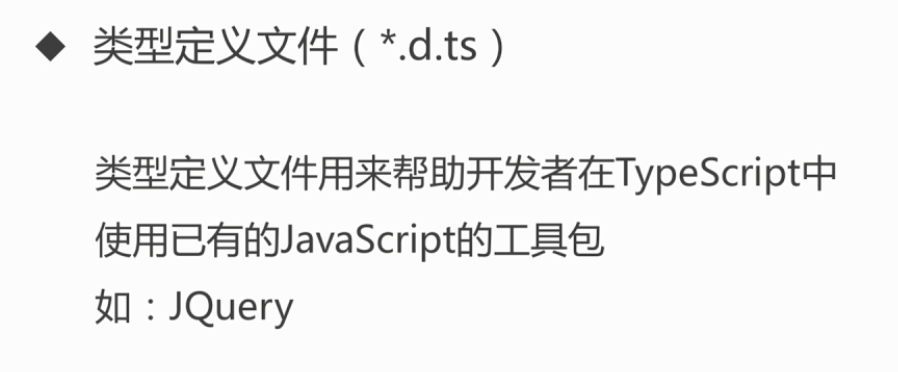 ◆ 类型定义文件（*.d.ts）
类型定义文件用来帮助开发者在TypeScript中
使用已有的JavaScript的工具包
如：JQuery